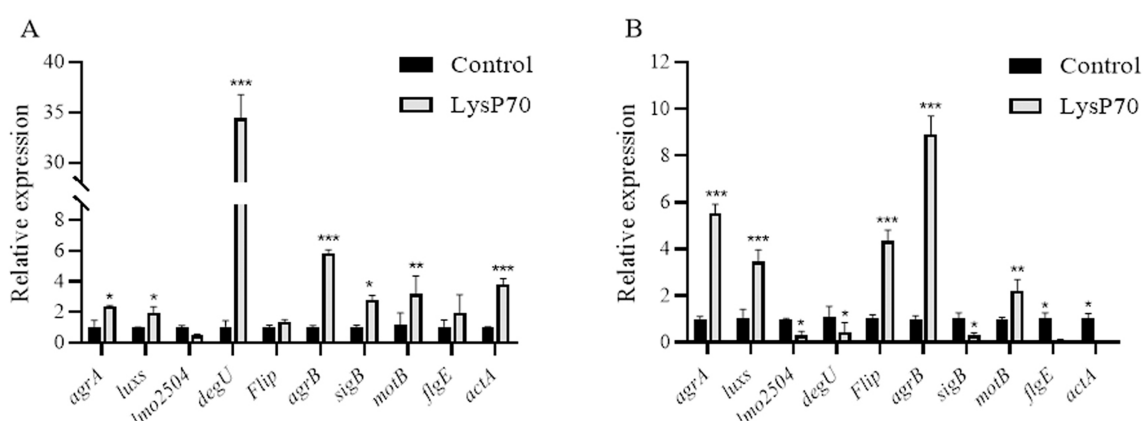 A
Relative expression
40
35
30
8
6
4
2
0
Control
LysP70
***
*
*
***
*
**
***
agrA
luxs
lmo2504
degU
Flip
agrB
sigB
motB
flgE
actA
B
Relative expression
12
10
8
6
4
2
0
Control
LysP70
***
***
*
*
***
***
*
**
*
*
agrA
luxs
lmo2504
degU
Flip
agrB
sigB
motB
flgE
actA